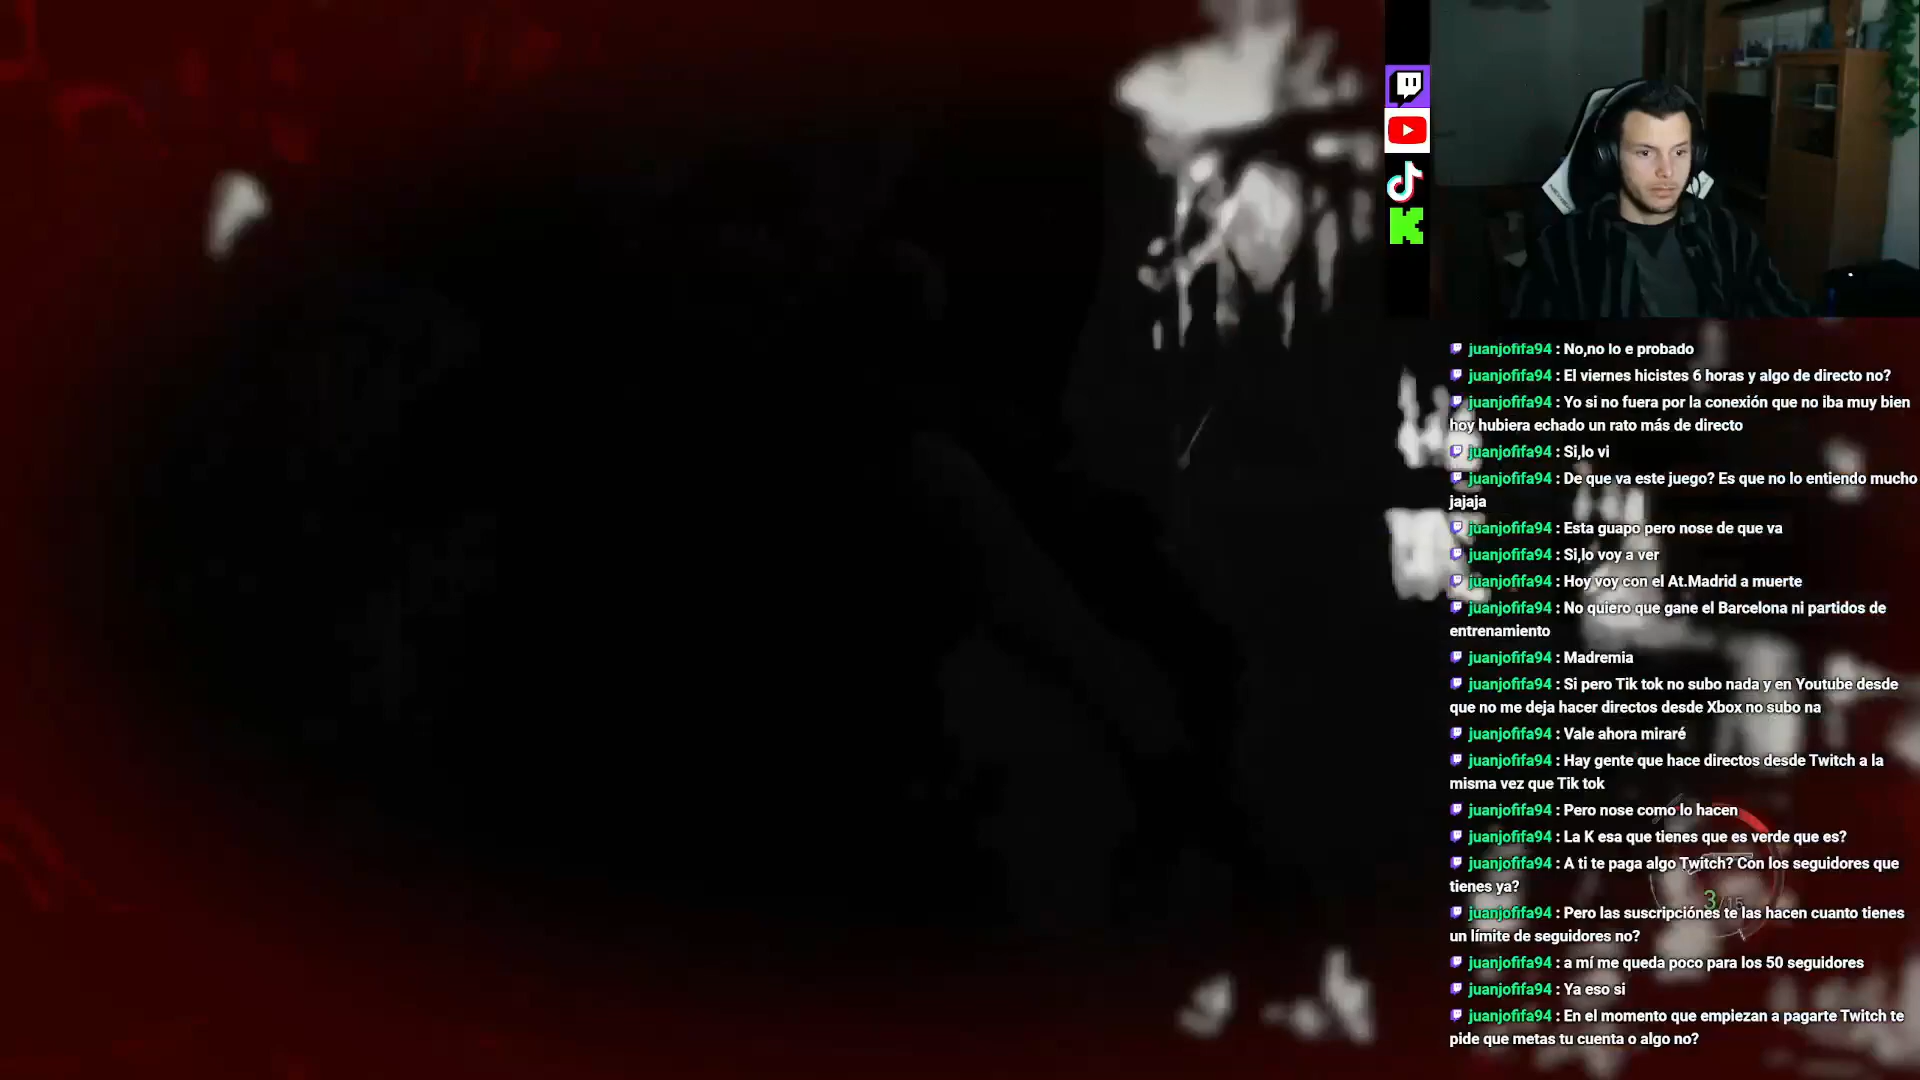 juanjofifa94 : No,no lo e probado
juanjofifa94 : El viernes hicistes 6 horas y algo de directo no?
juanjofifa94 : Yo si no fuera por la conexión que no iba muy bien
hoy hubiera echado un rato más de directo
juanjofifa94 : Si,lo vi
juanjofifa94 : De que va este juego? Es que no lo entiendo mucho
jajaja
juanjofifa94 : Esta guapo pero nose de que va
juanjofifa94 : Si,lo voy a ver
juanjofifa94 : Hoy voy con el At.Madrid a muerte
juanjofifa94 : No quiero que gane el Barcelona ni partidos de
entrenamiento
juanjofifa94 : Madremia
juanjofifa94 : Si pero Tik tok no subo nada y en Youtube desde
que no me deja hacer directos desde Xbox no subo na
juanjofifa94 : Vale ahora miraré
juanjofifa94 : Hay gente que hace directos desde Twitch a la
misma vez que Tik tok
juanjofifa94 : Pero nose como lo hacen
juanjofifa94 : La K esa que tienes que es verde que es?
juanjofifa94 : A ti te paga algo Twitch? Con los seguidores que
tienes ya?
3/15
juanjofifa94 : Pero las suscripciónes te las hacen cuanto tienes
un límite de seguidores no?
juanjofifa94 : a mí me queda poco para los 50 seguidores
juanjofifa94 : Ya eso si
juanjofifa94 : En el momento que empiezan a pagarte Twitch te
pide que metas tu cuenta o algo no?